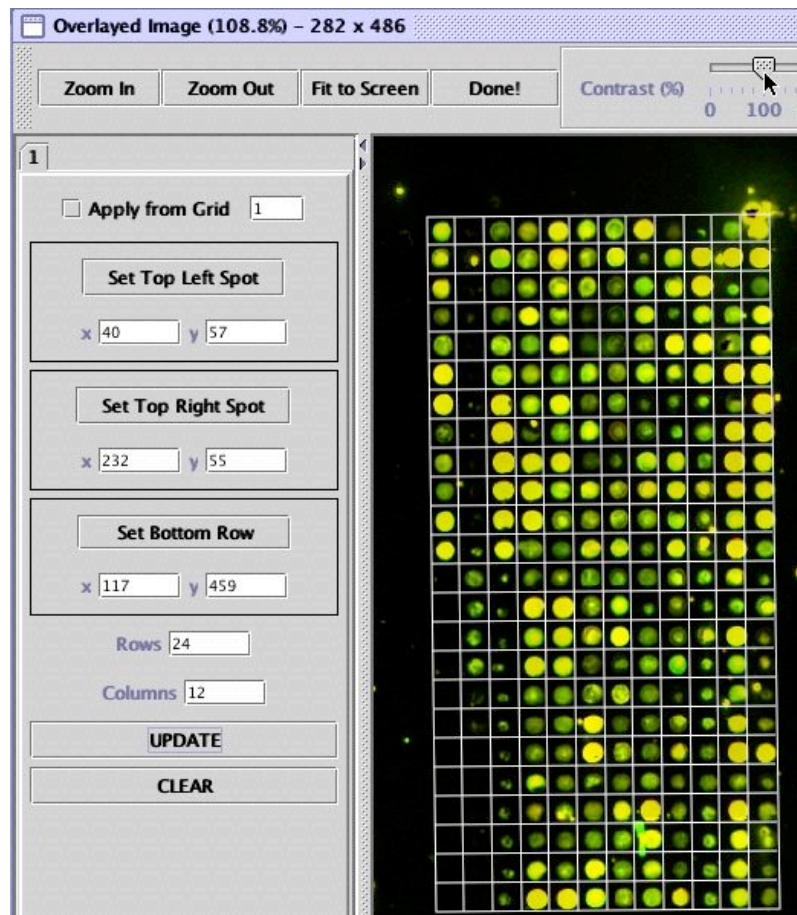 Overlayed Image (108.8%) – 282 x 486
Zoom In Zoom Out Fit to Screen Done! Contrast (%)
0 100
1
Apply from Grid 1
Set Top Left Spot
x 40 y 57
Set Top Right Spot
x 232 y 55
Set Bottom Row
x 117 y 459
Rows 24
Columns 12
UPDATE
CLEAR